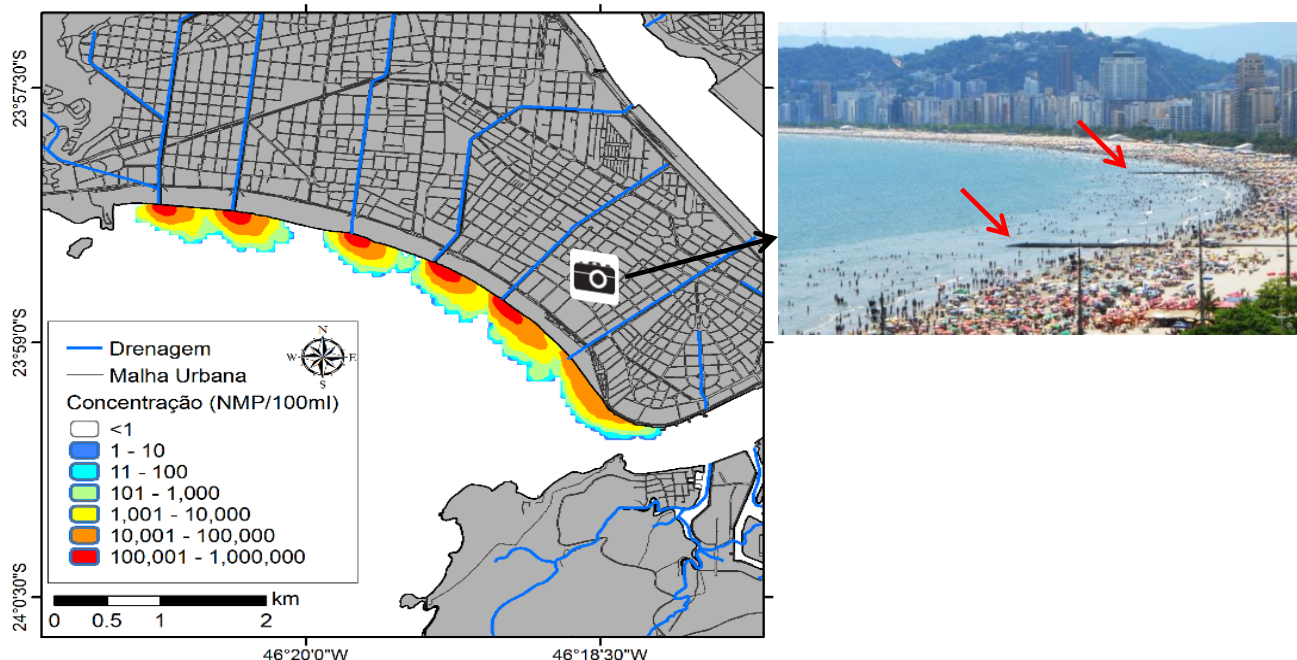 23°57'30"S
23°59'0"S
24°0'30"S
Drenagem
Malha Urbana
N
W
E
S
Concentração (NMP/100ml)
<1
1 - 10
11 - 100
101 - 1,000
1,001 - 10,000
10,001 - 100,000
100,001 - 1,000,000
km
0 0.5 1 2
46°20'0"W 46°18'30"W